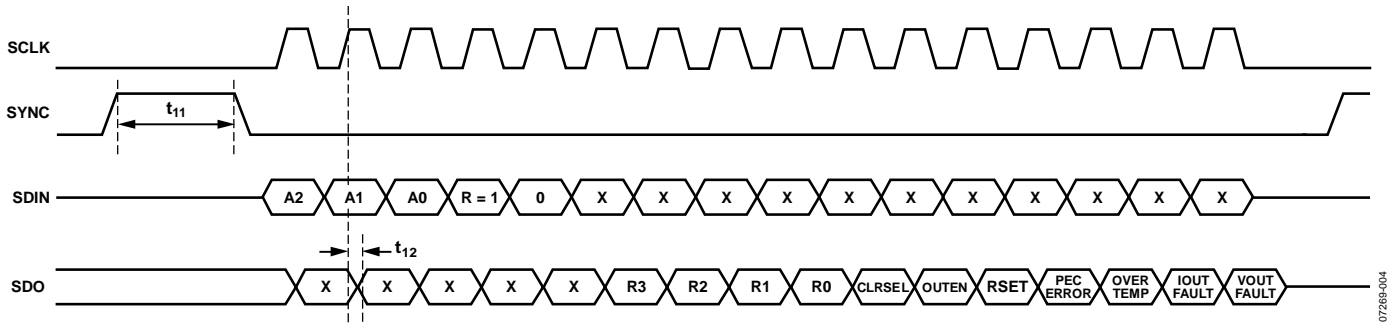 SCLK
SYNC
t11
SDIN A2 A1 A0 R = 1 0 X X X X X X X X X X X
t12
SDO X X X X X R3 R2 R1 R0 CLRSEL OUTEN RSET PEC ERROR OVER TEMP IOUT FAULT VOUT FAULT
07269-004